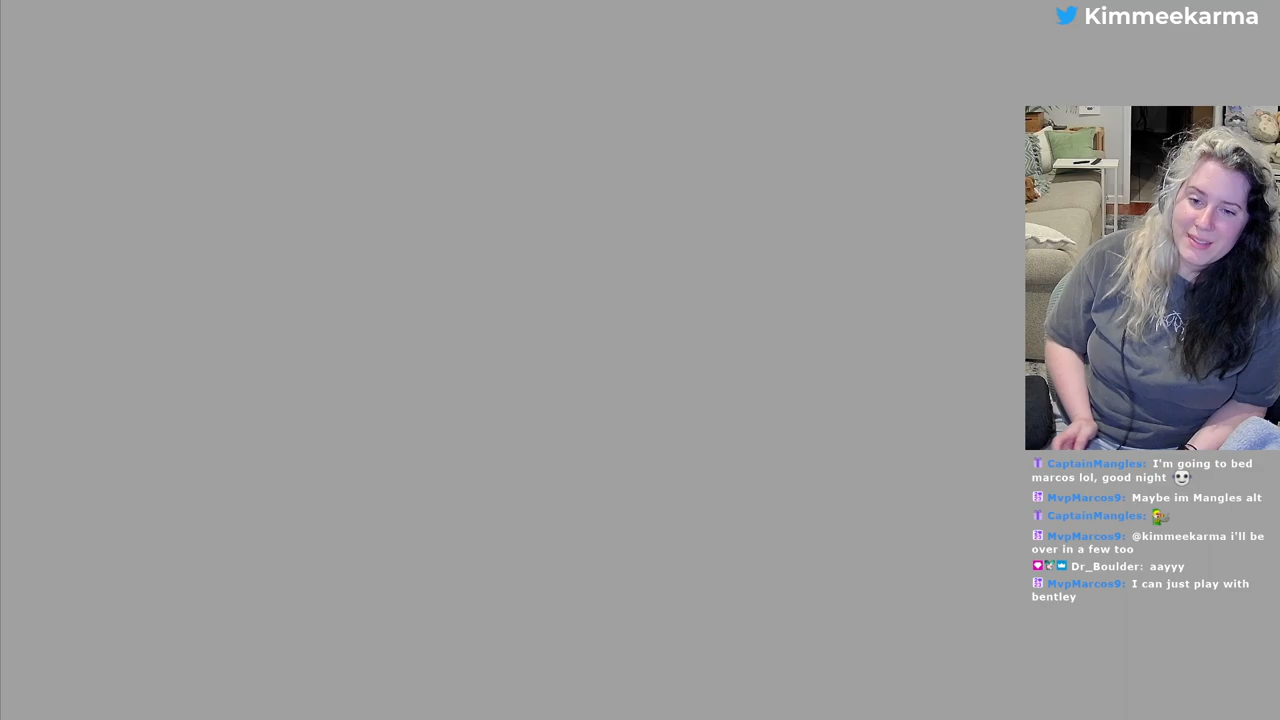 Kimmeekarma
CaptainMangles: I'm going to bed
marcos lol, good night
MvpMarcos9: Maybe im Mangles alt
CaptainMangles:
MvpMarcos9: @kimmeekarma i'll be
over in a few too
Dr_Boulder: aayyy
MvpMarcos9: I can just play with
bentley